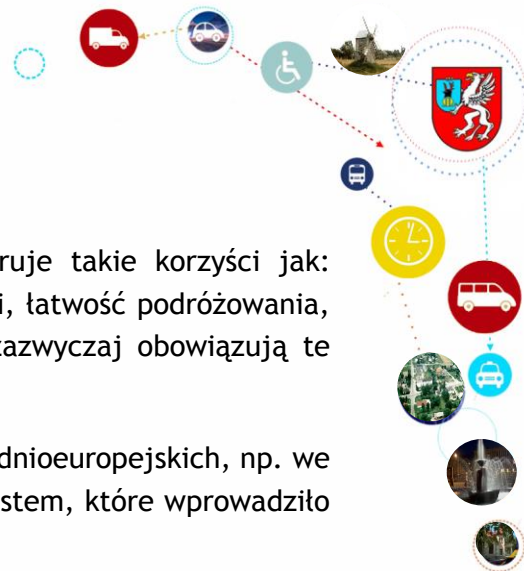 ruje takie korzyści jak:
i, łatwość podróżowania,
zazwyczaj obowiązują te
dnioeuropejskich, np. we
stem, które wprowadziło